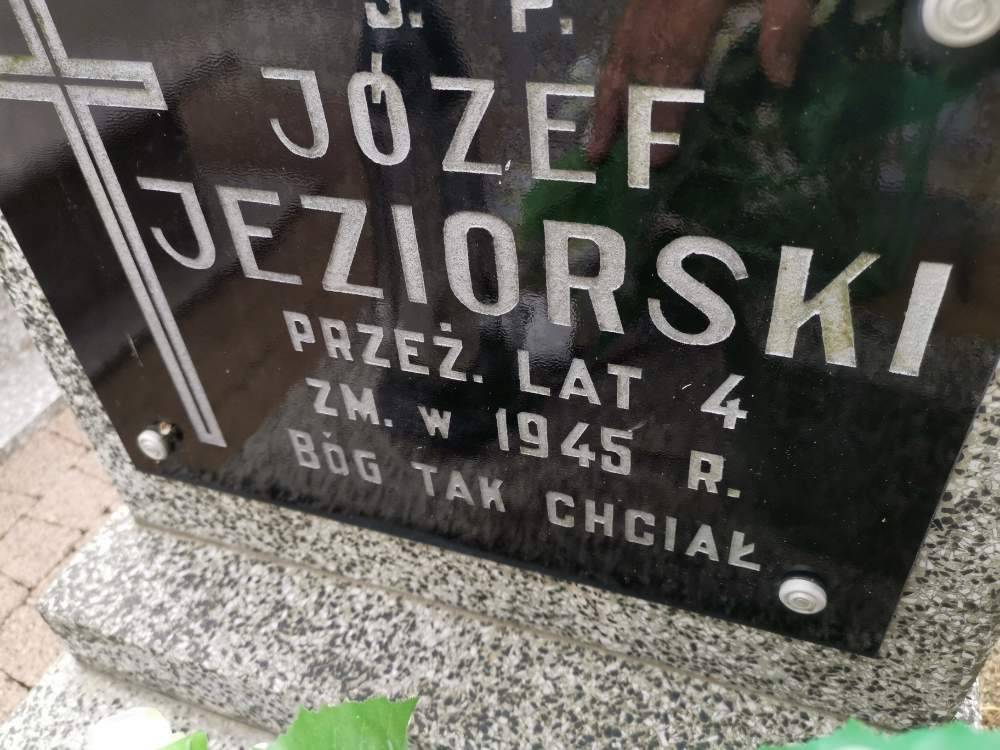 Ś. P.
JÓZEF
JEZIORSKI
PRZEŻ. LAT 4
ZM. W 1945 R.
BÓG TAK CHCIAŁ